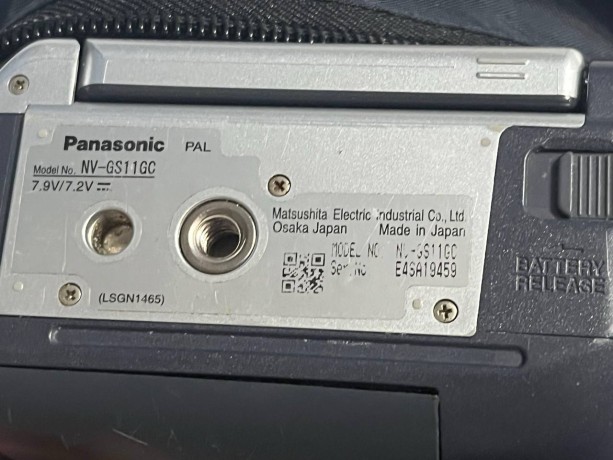 Panasonic PAL
Model No. NV-GS11GC
7.9V/7.2V ⎓
Matsushita Electric Industrial Co., Ltd.
Osaka Japan Made in Japan
MODEL NO NV-GS11GC
Ser.No E4SA19459
(LSGN1465)
BATTERY
RELEASE